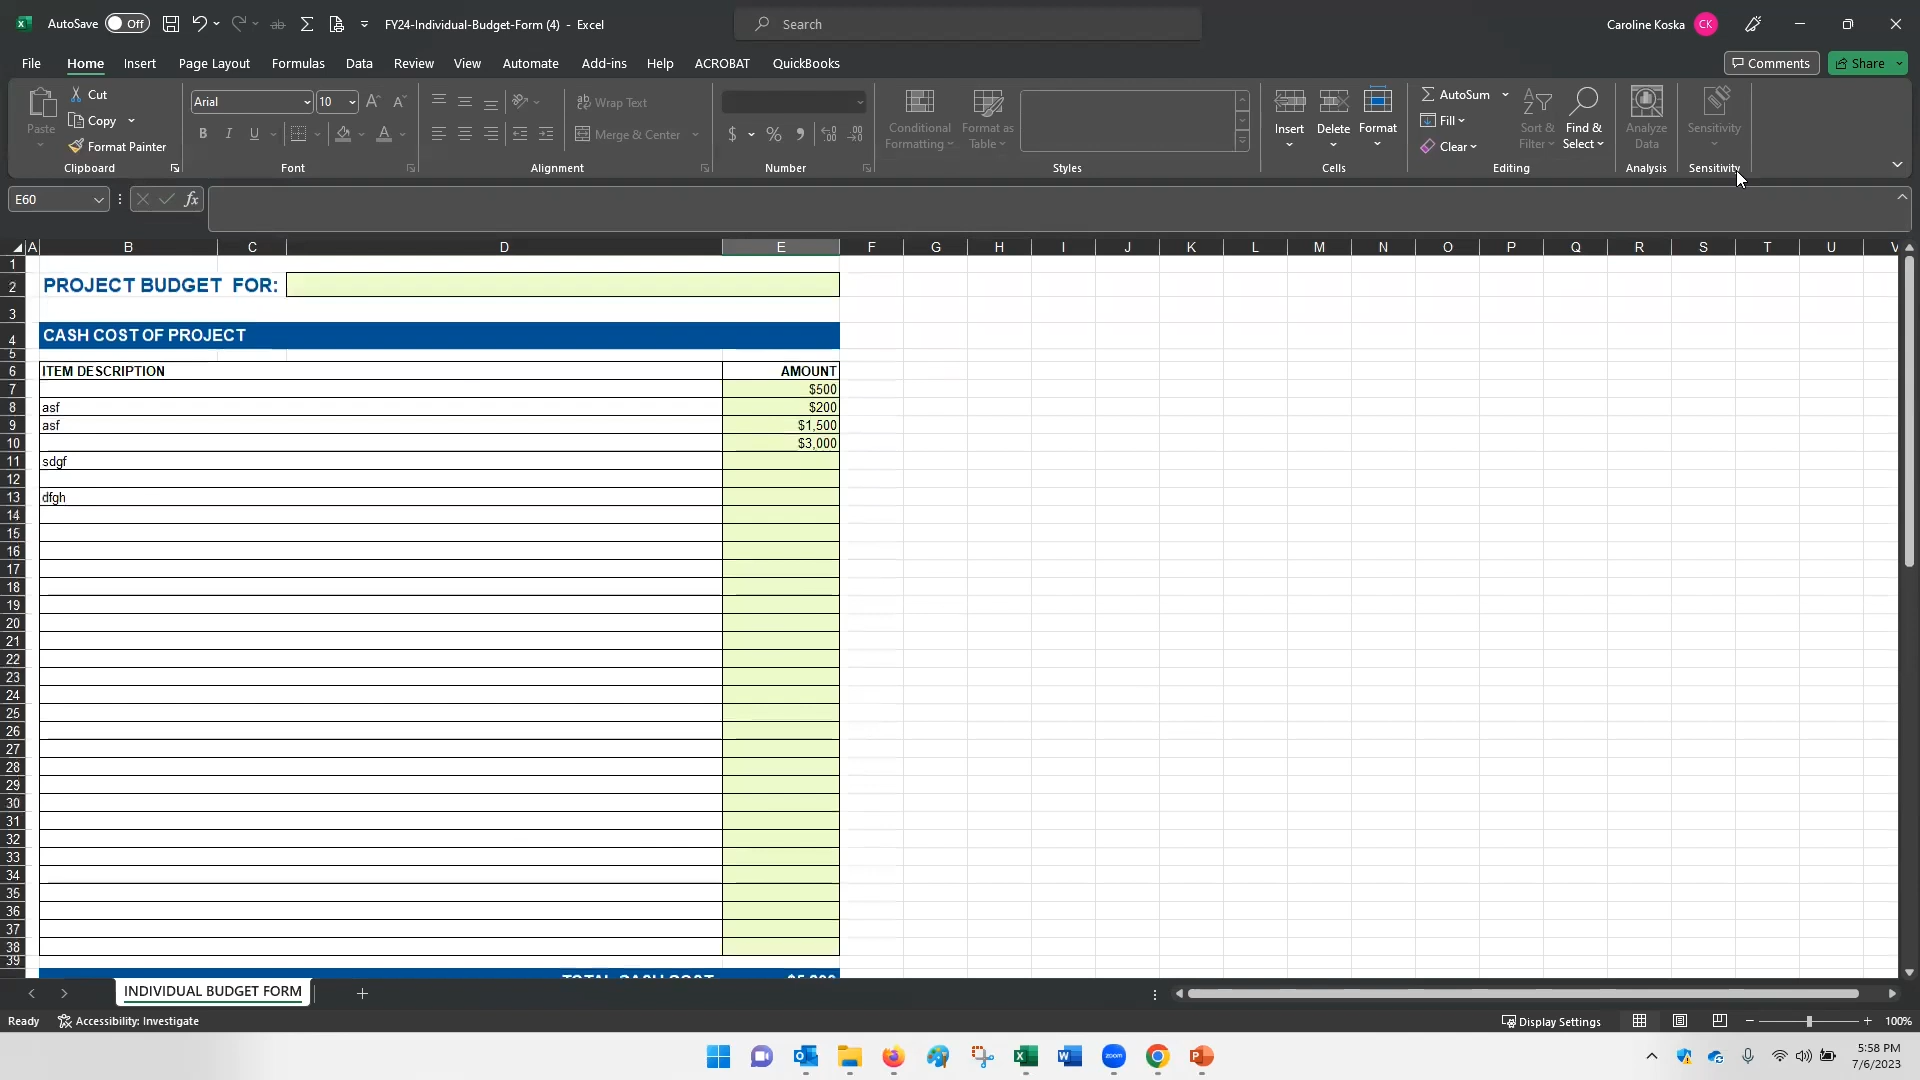 AutoSave Off FY24-Individual-Budget-Form (4) - Excel Search Caroline Koska CK
File Home Insert Page Layout Formulas Data Review View Automate Add-ins Help ACROBAT QuickBooks Comments Share
Paste
Cut
Copy
Format Painter
Clipboard
Arial 10
B I U
Font
Wrap Text
Merge & Center
Alignment
$ % ,
Number
Conditional Formatting
Format as Table
Styles
Insert
Delete
Format
Cells
AutoSum
Fill
Clear
Sort & Filter
Find & Select
Editing
Analyze Data
Analysis
Sensitivity
Sensitivity
E60 fx
A B C D E F G H I J K L M N O P Q R S T U V
1
2 PROJECT BUDGET FOR:
3
4 CASH COST OF PROJECT
5
6 ITEM DESCRIPTION AMOUNT
7 $500
8 asf $200
9 asf $1,500
10 $3,000
11 sdgf
12
13 dfgh
14
15
16
17
18
19
20
21
22
23
24
25
26
27
28
29
30
31
32
33
34
35
36
37
38
39
TOTAL CASH COST $5,200
INDIVIDUAL BUDGET FORM
Ready Accessibility: Investigate Display Settings 100%
zoom
5:58 PM
7/6/2023